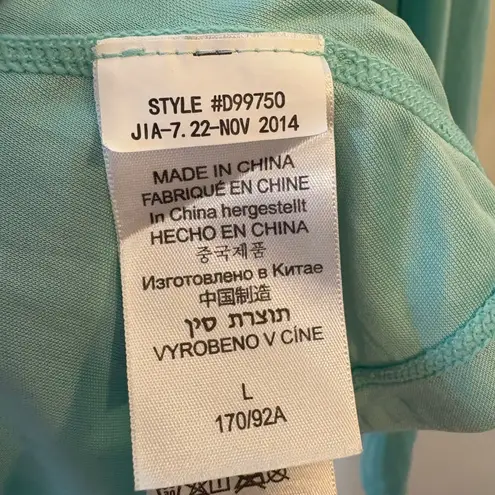 STYLE #D99750
JIA-7.22-NOV 2014
MADE IN CHINA
FABRIQUÉ EN CHINE
In China hergestellt
HECHO EN CHINA
중국제품
Изготовлено в Китае
中国制造
תוצרת סין
VYROBENO V CÍNE
L
170/92A